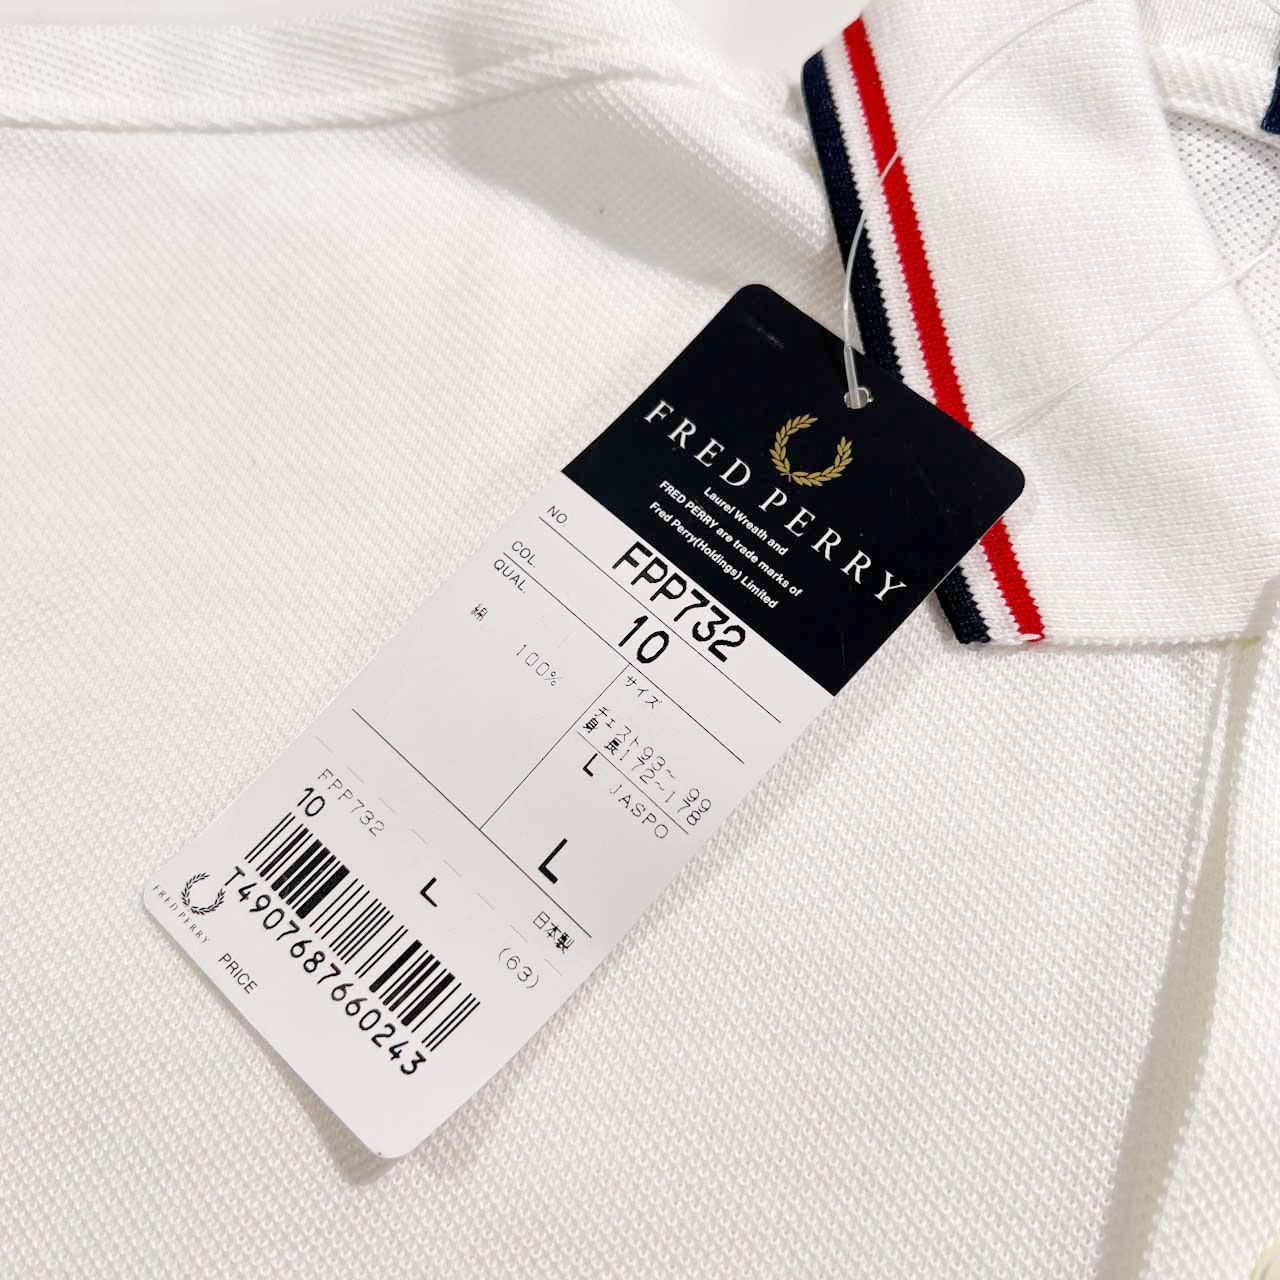 FRED PERRY
Laurel Wreath and
FRED PERRY are trade marks of
Fred Perry(Holdings) Limited
NO. FPP732
COL. 10
QUAL.
綿 100%
サイズ
チェスト93~ 99
身 長172~178
L JASPO
L
日本製
FPP732
10 L (63)
T4907687660243
FRED PERRY
PRICE